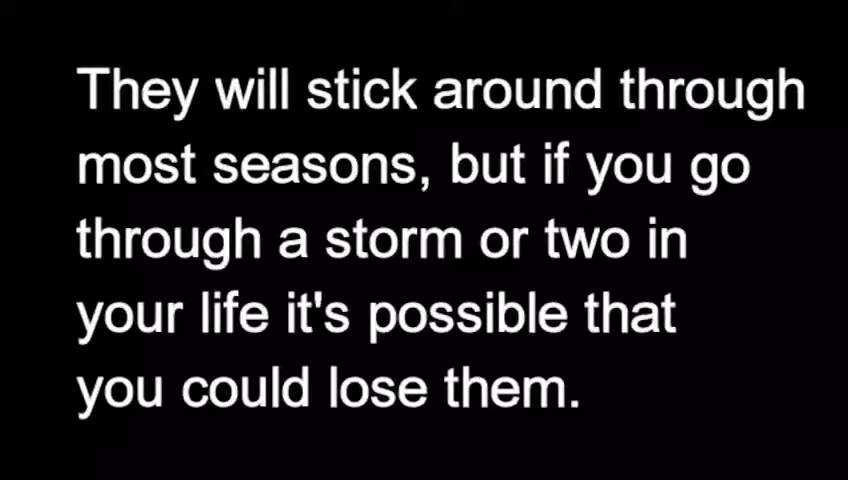 They will stick around through
most seasons, but if you go
through a storm or two in
your life it's possible that
you could lose them.